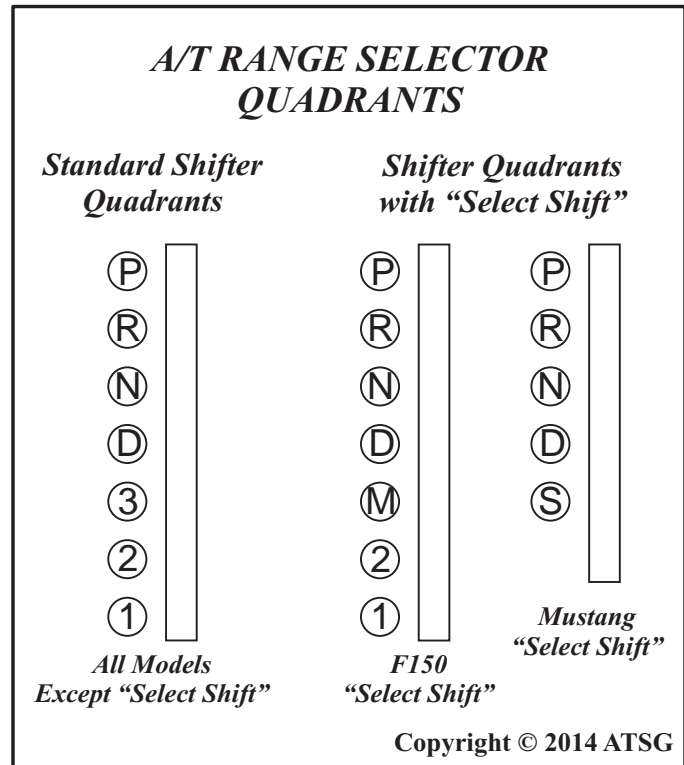 A/T RANGE SELECTOR
QUADRANTS
Standard Shifter
Quadrants
P
R
N
D
3
2
1
All Models
Except “Select Shift”
Shifter Quadrants
with “Select Shift”
P
R
N
D
M
2
1
F150
“Select Shift”
P
R
N
D
S
Mustang
“Select Shift”
Copyright © 2014 ATSG